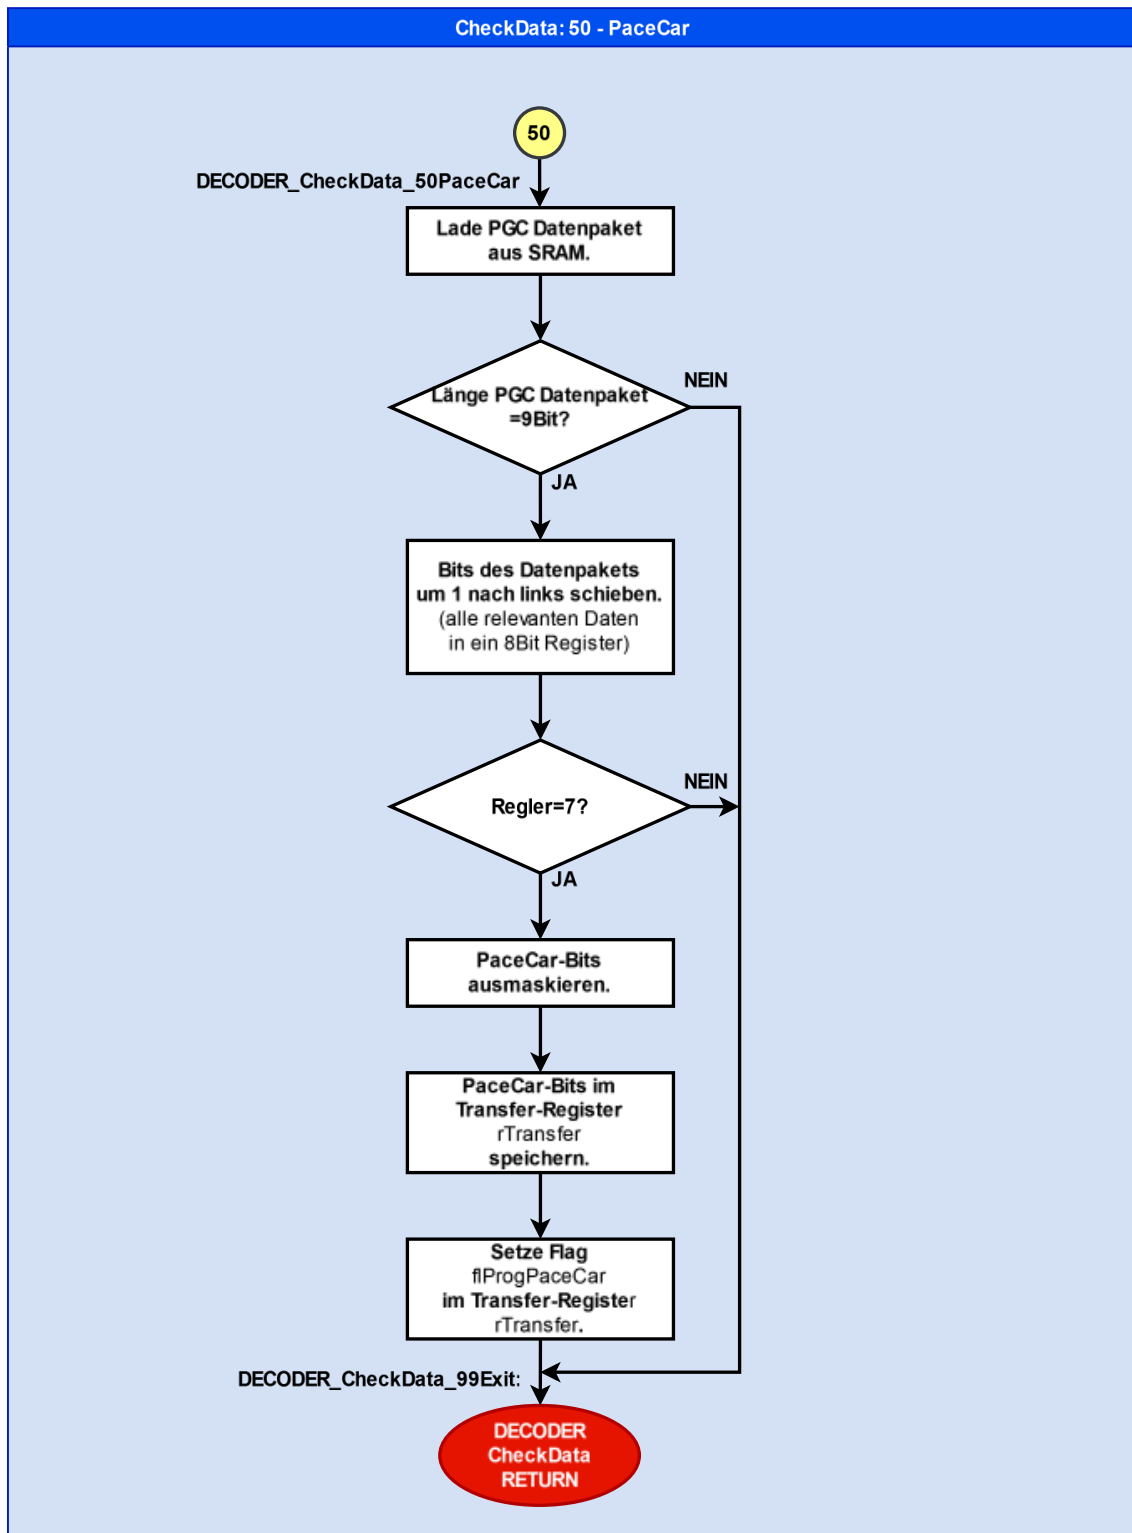 CheckData: 50 - PaceCar
50
DECODER_CheckData_50PaceCar
Lade PGC Datenpaket
aus SRAM.
Länge PGC Datenpaket
=9Bit?
NEIN
JA
Bits des Datenpakets
um 1 nach links schieben.
(alle relevanten Daten
in ein 8Bit Register)
Regler=7?
NEIN
JA
PaceCar-Bits
ausmaskieren.
PaceCar-Bits im
Transfer-Register
rTransfer
speichern.
Setze Flag
flProgPaceCar
im Transfer-Register
rTransfer.
DECODER_CheckData_99Exit:
DECODER
CheckData
RETURN